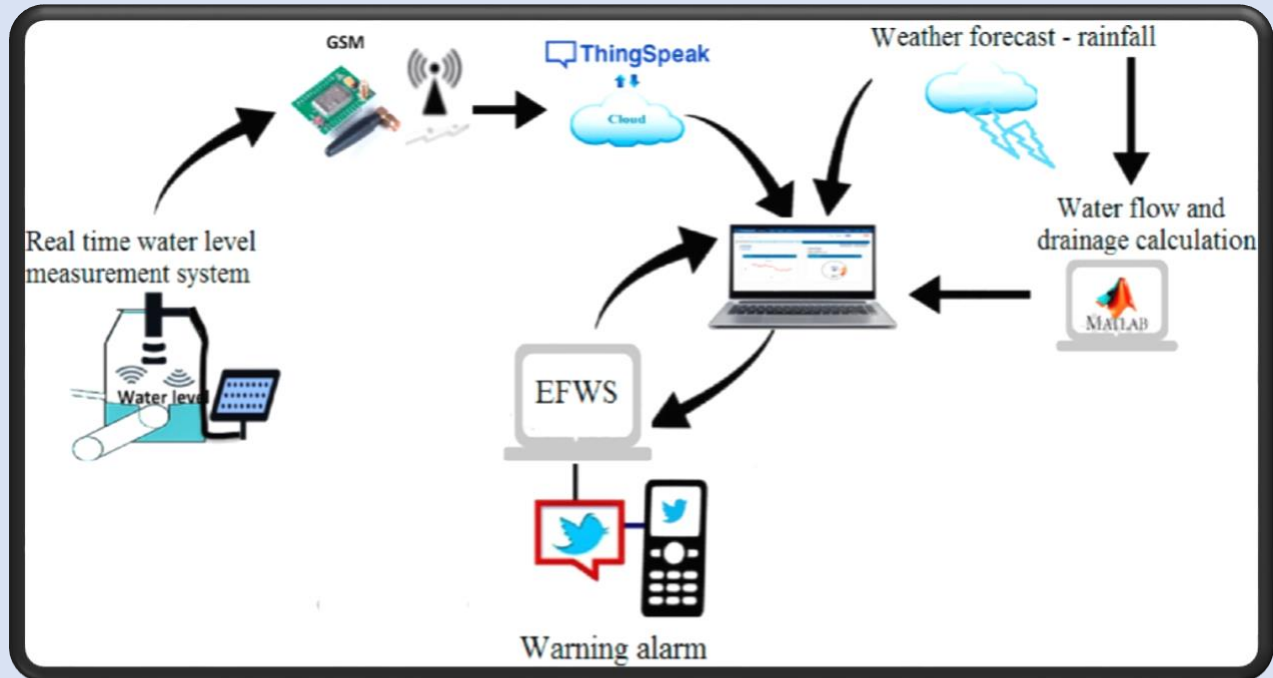 GSM
ThingSpeak
Cloud
Weather forecast - rainfall
Real time water level
measurement system
Water level
Water flow and
drainage calculation
MATLAB
EFWS
Warning alarm